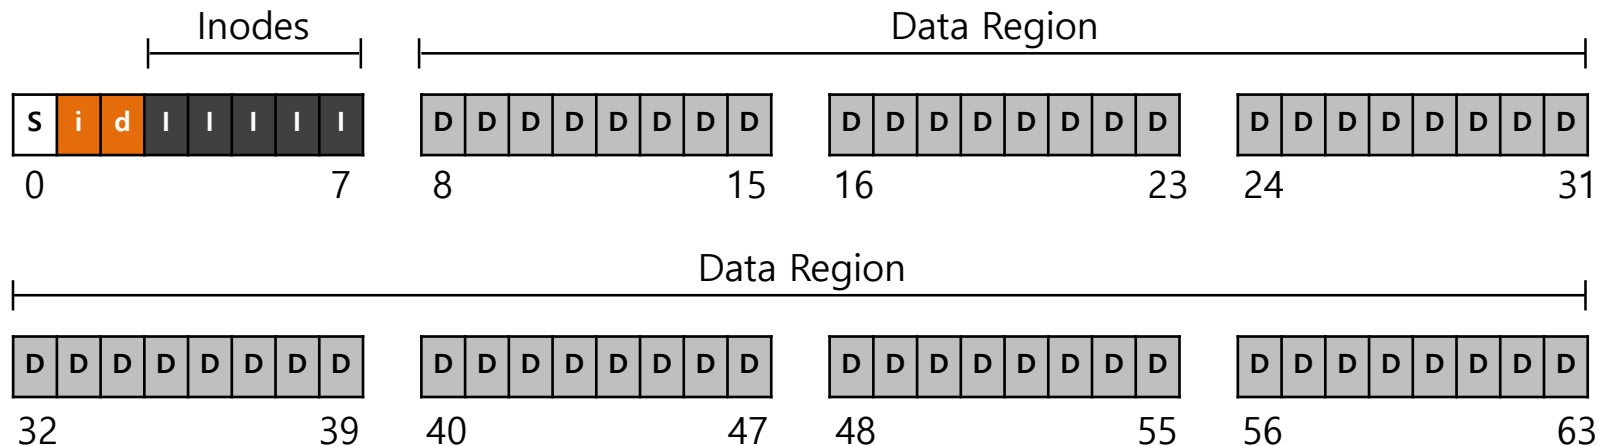 Inodes Data Region
S i d I I I I I D D D D D D D D D D D D D D D D D D D D D D D D
0 7 8 15 16 23 24 31
Data Region
D D D D D D D D D D D D D D D D D D D D D D D D D D D D D D D D
32 39 40 47 48 55 56 63